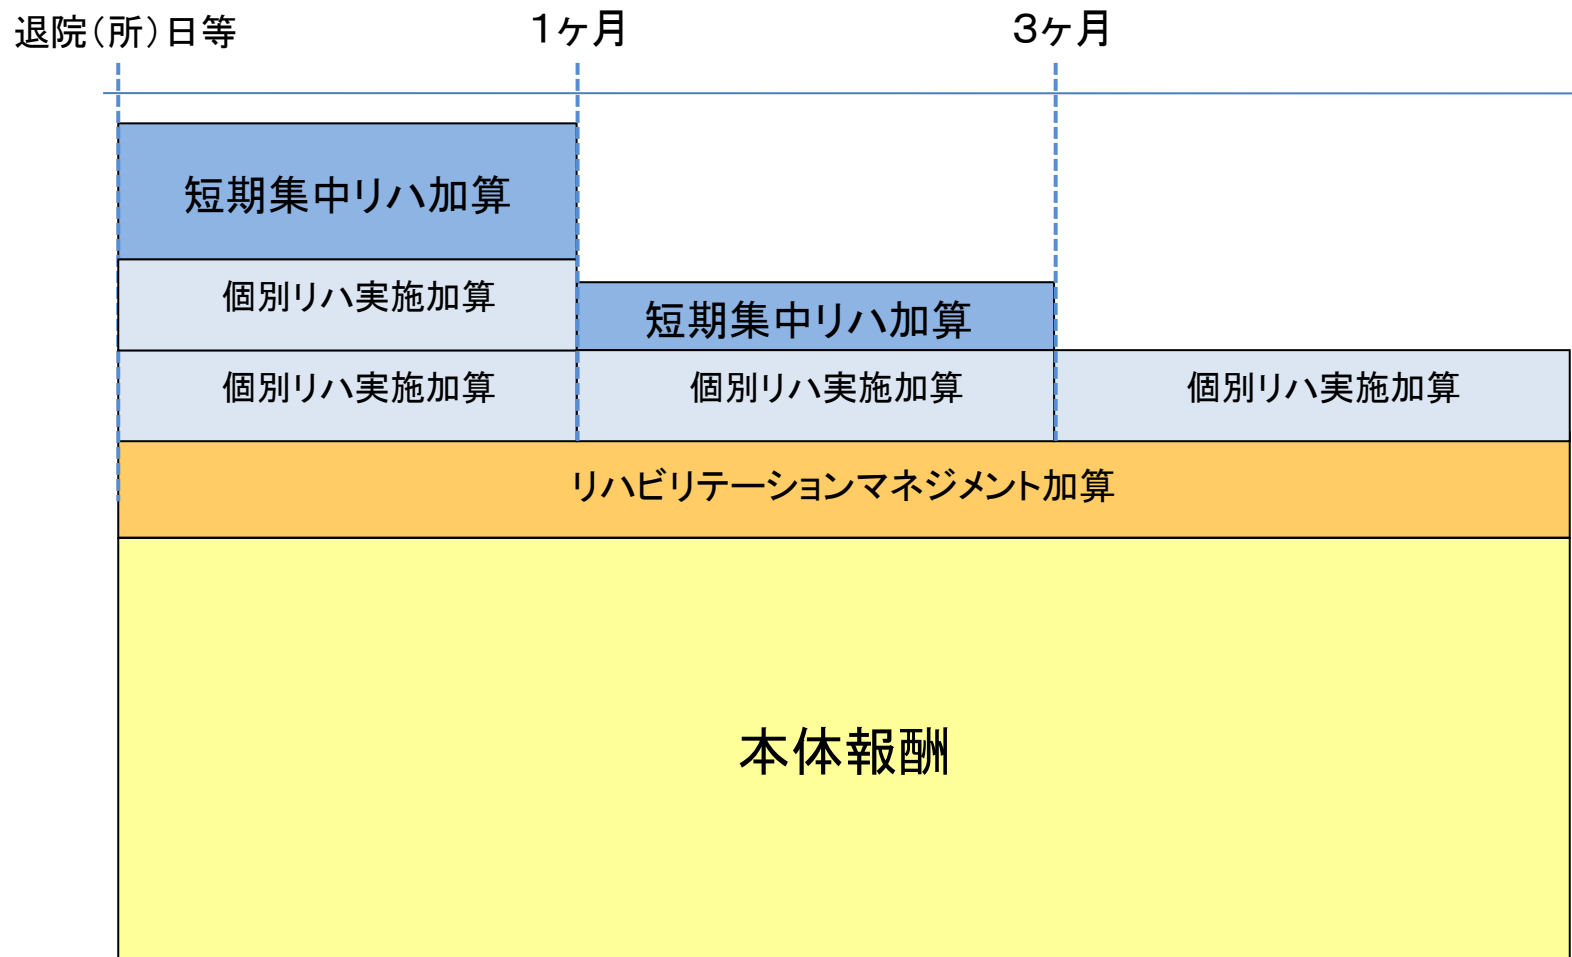 退院(所)日等
1ヶ月
3ヶ月
短期集中リハ加算
個別リハ実施加算
短期集中リハ加算
個別リハ実施加算
個別リハ実施加算
個別リハ実施加算
リハビリテーションマネジメント加算
本体報酬